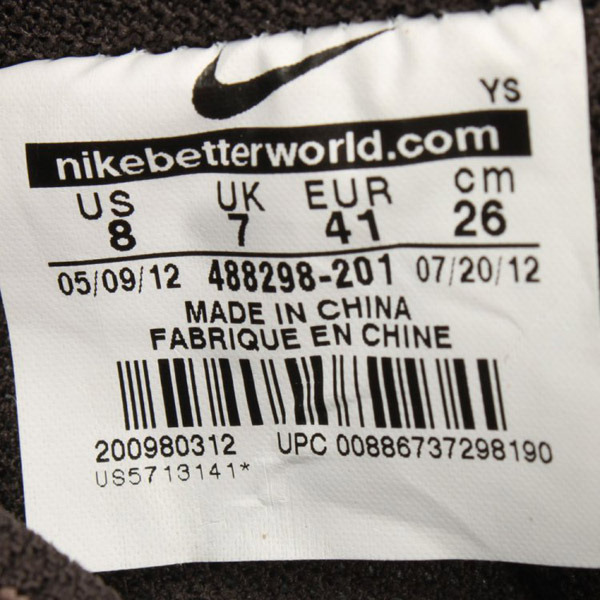 YS
nikebetterworld.com
US UK EUR cm
8 7 41 26
05/09/12 488298-201 07/20/12
MADE IN CHINA
FABRIQUE EN CHINE
200980312 UPC 00886737298190
US5713141*